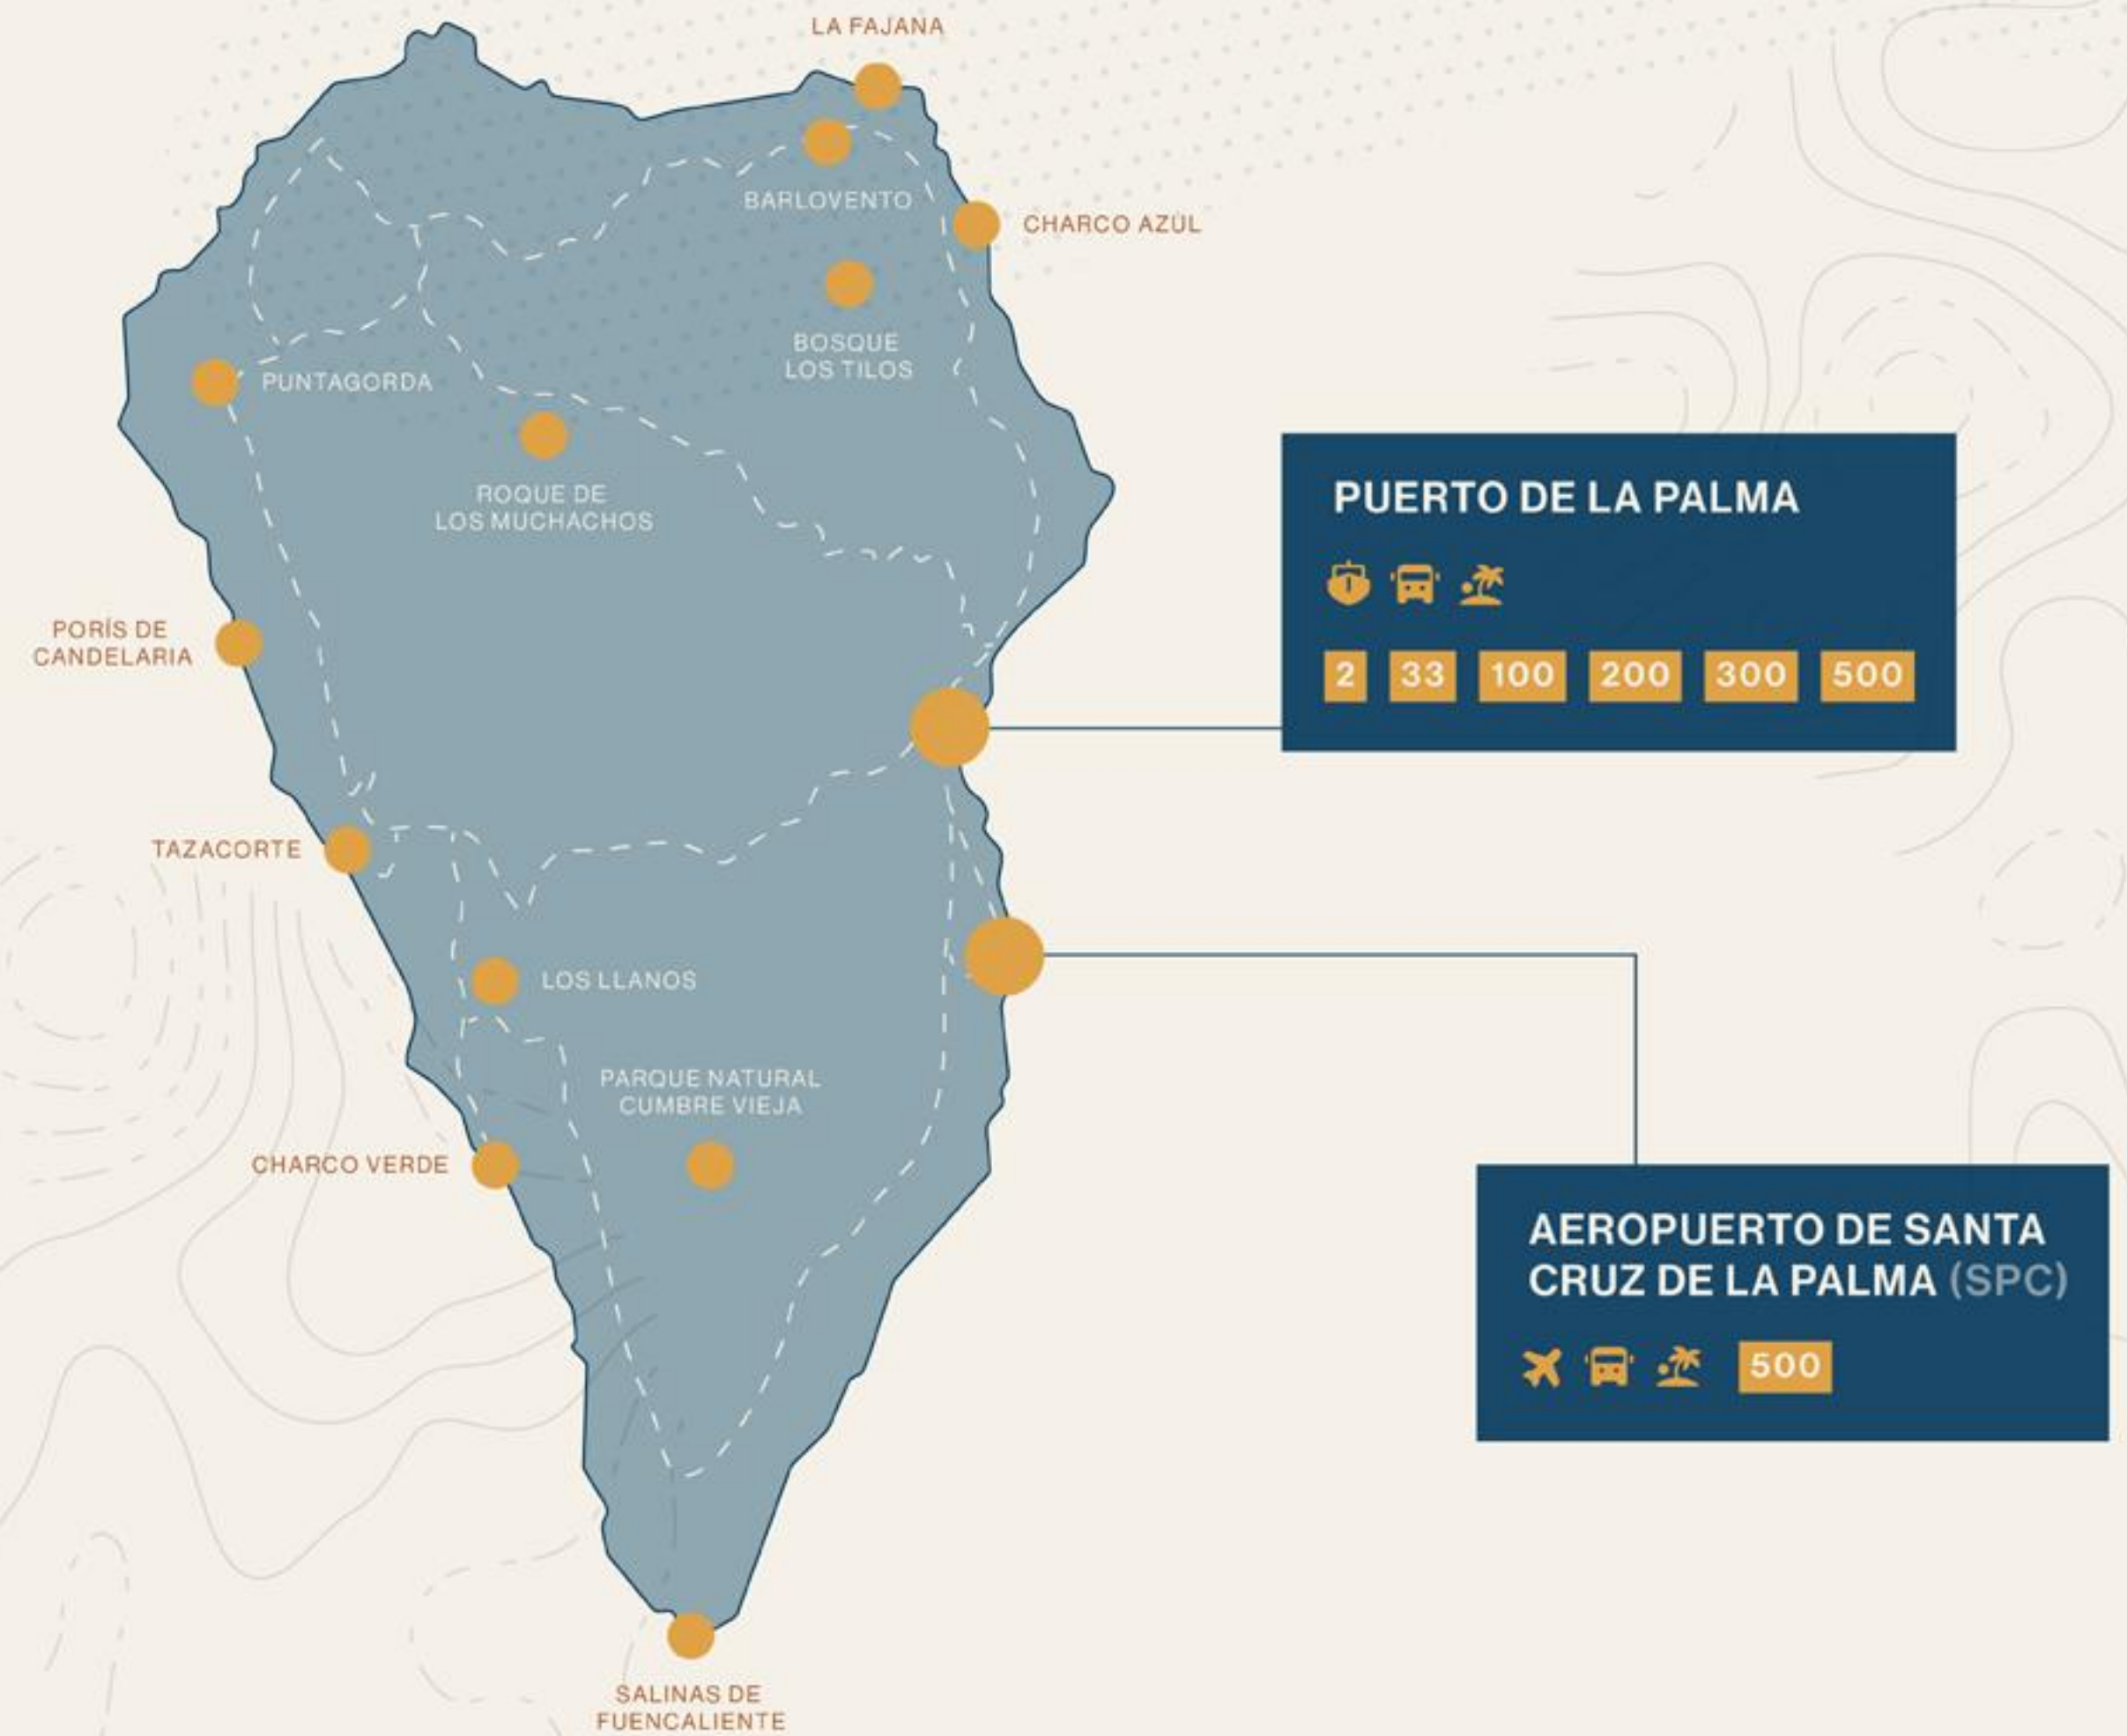 LA FAJANA
BARLOVENTO
CHARCO AZUL
BOSQUE
LOS TILOS
PUNTAGORDA
ROQUE DE
LOS MUCHACHOS
PUERTO DE LA PALMA
2 33 100 200 300 500
PORÍS DE
CANDELARIA
TAZACORTE
LOS LLANOS
PARQUE NATURAL
CUMBRE VIEJA
CHARCO VERDE
AEROPUERTO DE SANTA
CRUZ DE LA PALMA (SPC)
500
SALINAS DE
FUENCALIENTE